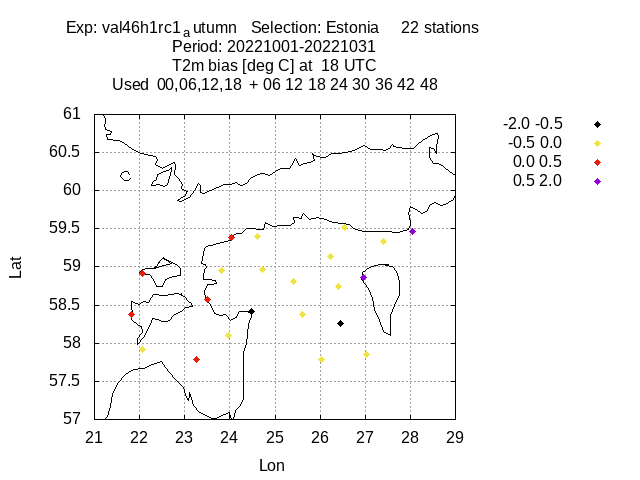 Exp: val46h1rc1autumn Selection: Estonia 22 stations
Period: 20221001-20221031
T2m bias [deg C] at 18 UTC
Used 00,06,12,18 + 06 12 18 24 30 36 42 48
-2.0 -0.5
-0.5 0.0
0.0 0.5
0.5 2.0
61
60.5
60
59.5
59
58.5
58
57.5
57
Lat
21 22 23 24 25 26 27 28 29
Lon